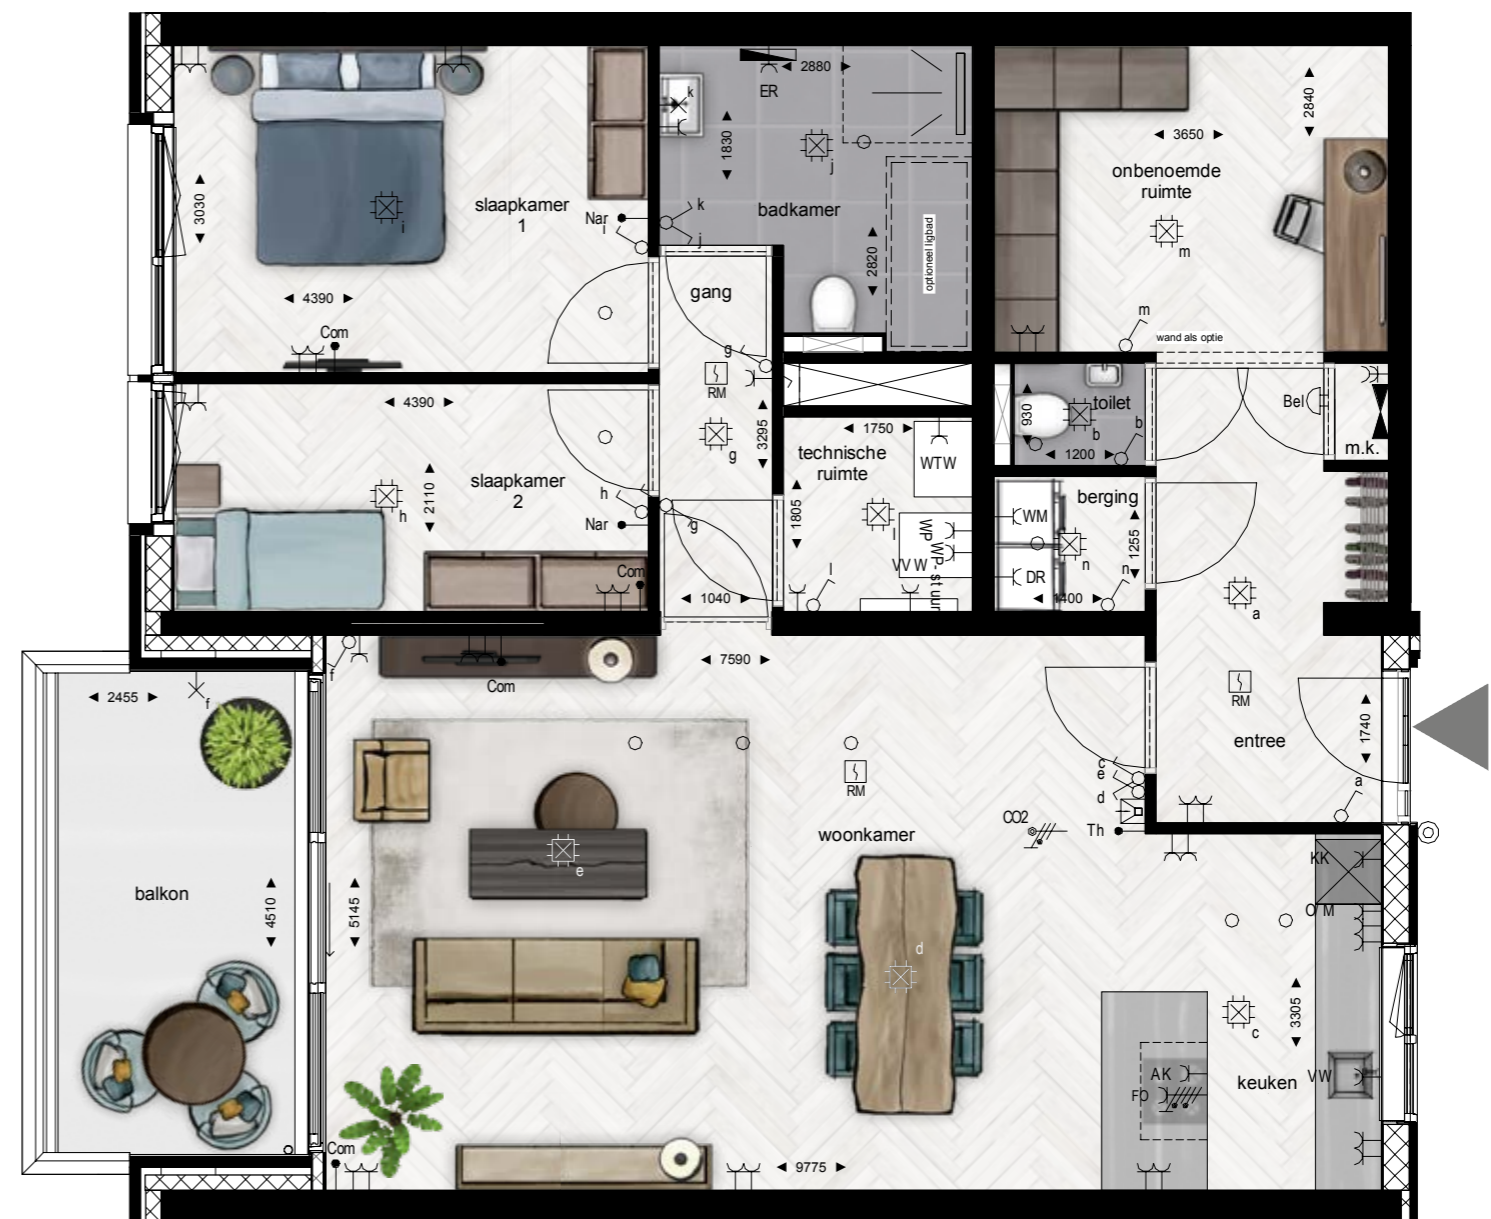 2880
ER
k
1830
j
2840
3650
onbenoemde
ruimte
m
3030
slaapkamer
1
Nar
i
i
k
j
badkamer
2820
optioneel ligbad
4390
Com
gang
g
RM
m
wand als optie
4390
3295
g
1750
technische
ruimte
WTW
930
toilet
b
b
1200
Bel
m.k.
slaapkamer
2
2110
h
h
Nar
g
1805
l
WP
WP-stuur
VVW
l
berging
WM
1255
n
DR
n
1400
Com
1040
a
7590
f
Com
2455
f
RM
entree
1740
c
e
d
a
RM
CO2
Th
woonkamer
balkon
4510
5145
e
KK
O/M
d
c
3305
keuken
AK
FO
VW
Com
9775